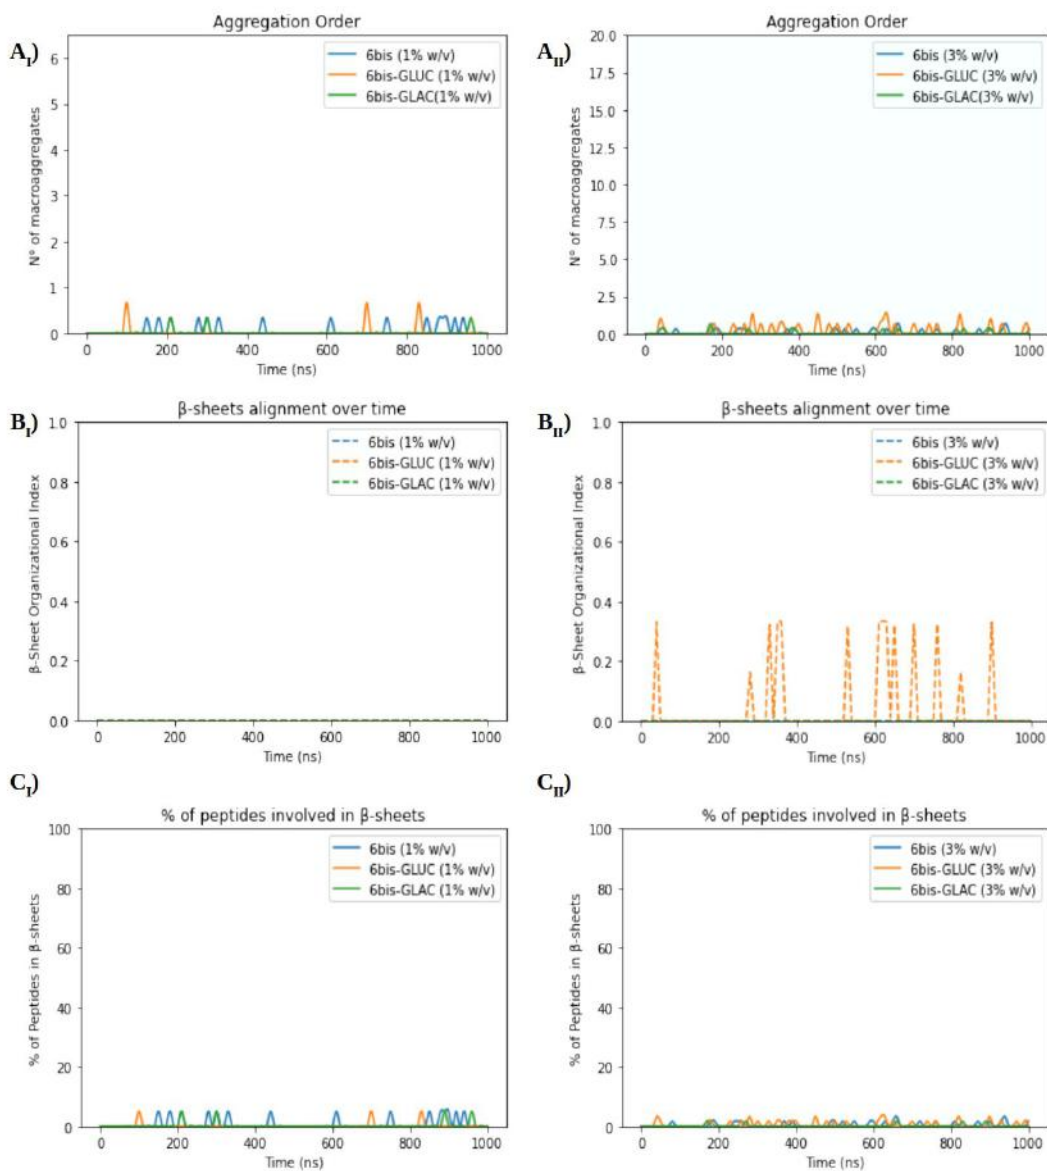 Aggregation Order
A_I)
6bis (1% w/v)
6bis-GLUC (1% w/v)
6bis-GLAC(1% w/v)
N° of macroaggregates
6
5
4
3
2
1
0
0 200 400 600 800 1000
Time (ns)
Aggregation Order
A_II)
6bis (3% w/v)
6bis-GLUC (3% w/v)
6bis-GLAC(3% w/v)
N° of macroaggregates
20.0
17.5
15.0
12.5
10.0
7.5
5.0
2.5
0.0
0 200 400 600 800 1000
Time (ns)
β-sheets alignment over time
B_I)
6bis (1% w/v)
6bis-GLUC (1% w/v)
6bis-GLAC (1% w/v)
β-Sheet Organizational Index
1.0
0.8
0.6
0.4
0.2
0.0
0 200 400 600 800 1000
Time (ns)
β-sheets alignment over time
B_II)
6bis (3% w/v)
6bis-GLUC (3% w/v)
6bis-GLAC (3% w/v)
β-Sheet Organizational Index
1.0
0.8
0.6
0.4
0.2
0.0
0 200 400 600 800 1000
Time (ns)
C_I)
% of peptides involved in β-sheets
6bis (1% w/v)
6bis-GLUC (1% w/v)
6bis-GLAC (1% w/v)
% of Peptides in β-sheets
100
80
60
40
20
0
0 200 400 600 800 1000
Time (ns)
C_II)
% of peptides involved in β-sheets
6bis (3% w/v)
6bis-GLUC (3% w/v)
6bis-GLAC (3% w/v)
% of Peptides in β-sheets
100
80
60
40
20
0
0 200 400 600 800 1000
Time (ns)